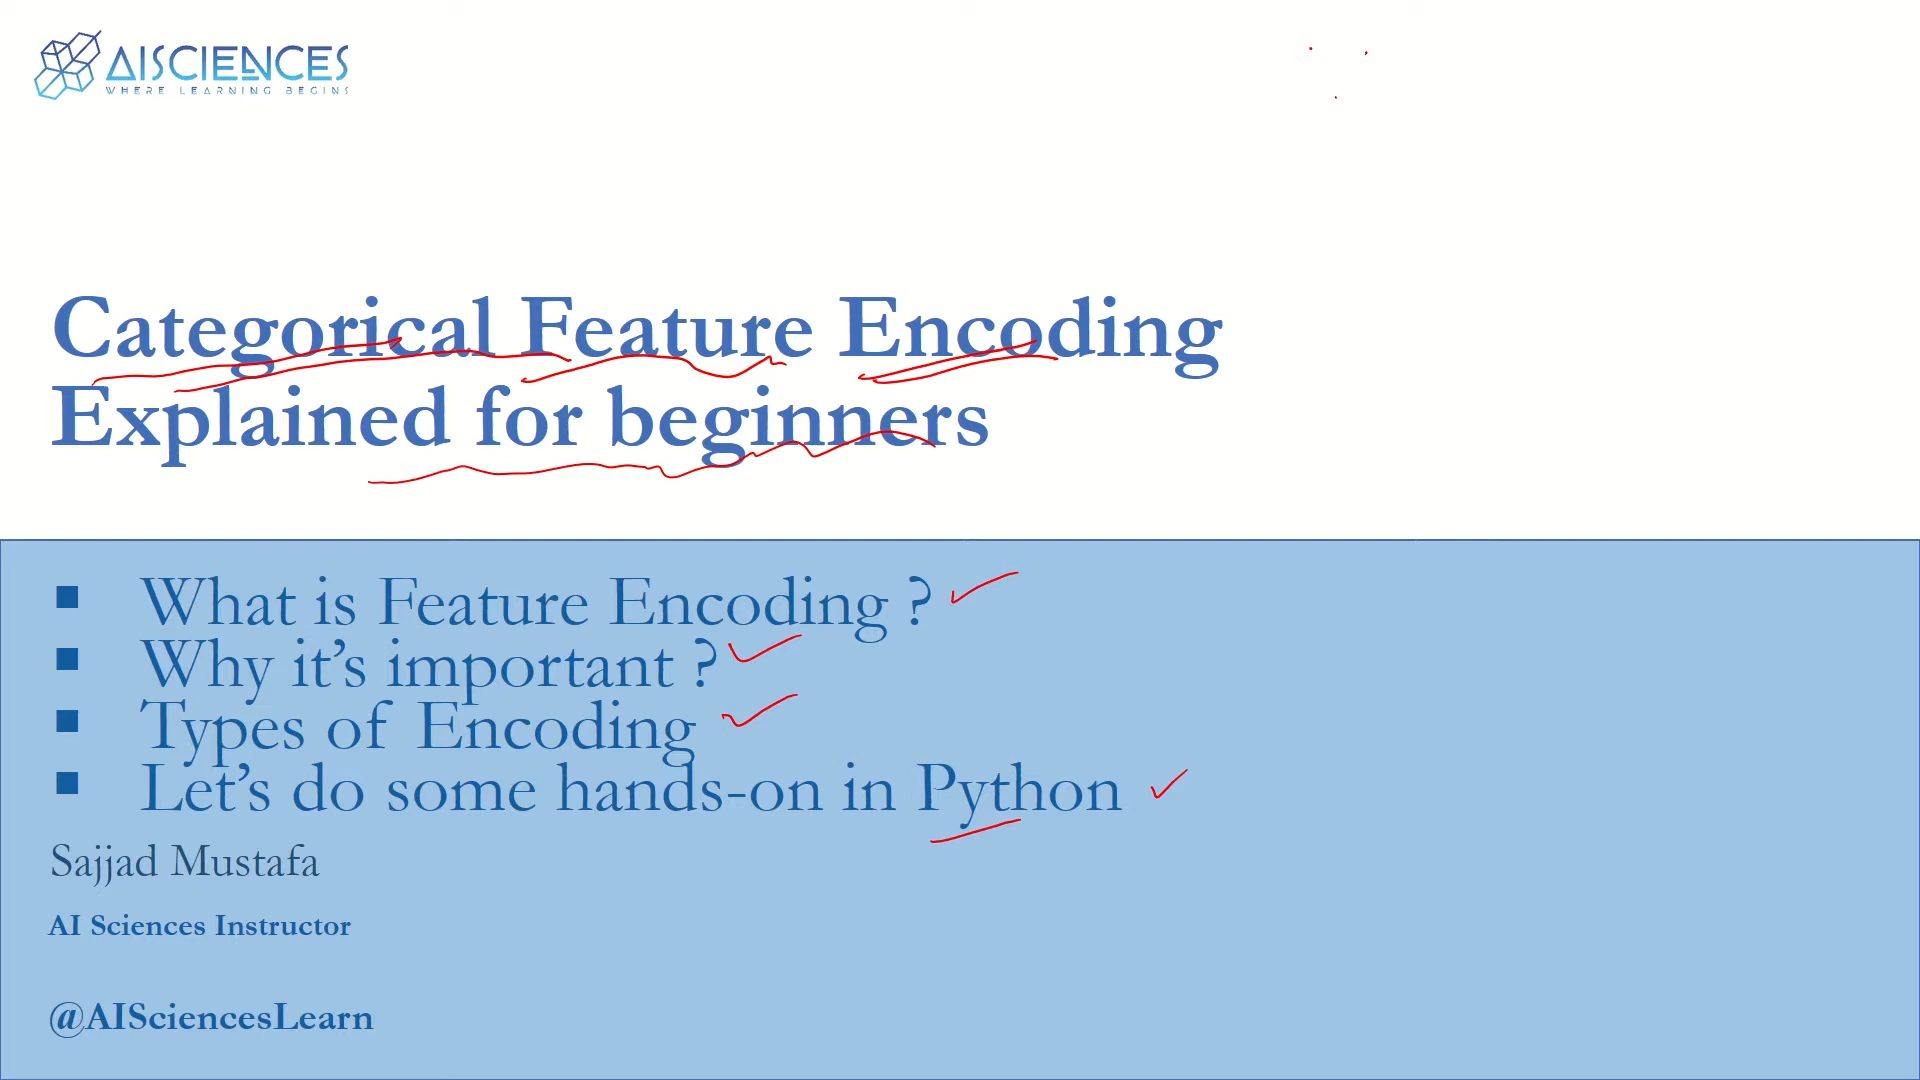 AISCIENCES
WHERE LEARNING BEGINS
Categorical Feature Encoding
Explained for beginners
▪ What is Feature Encoding ?
▪ Why it’s important ?
▪ Types of Encoding
▪ Let’s do some hands-on in Python
Sajjad Mustafa
AI Sciences Instructor
@AISciencesLearn